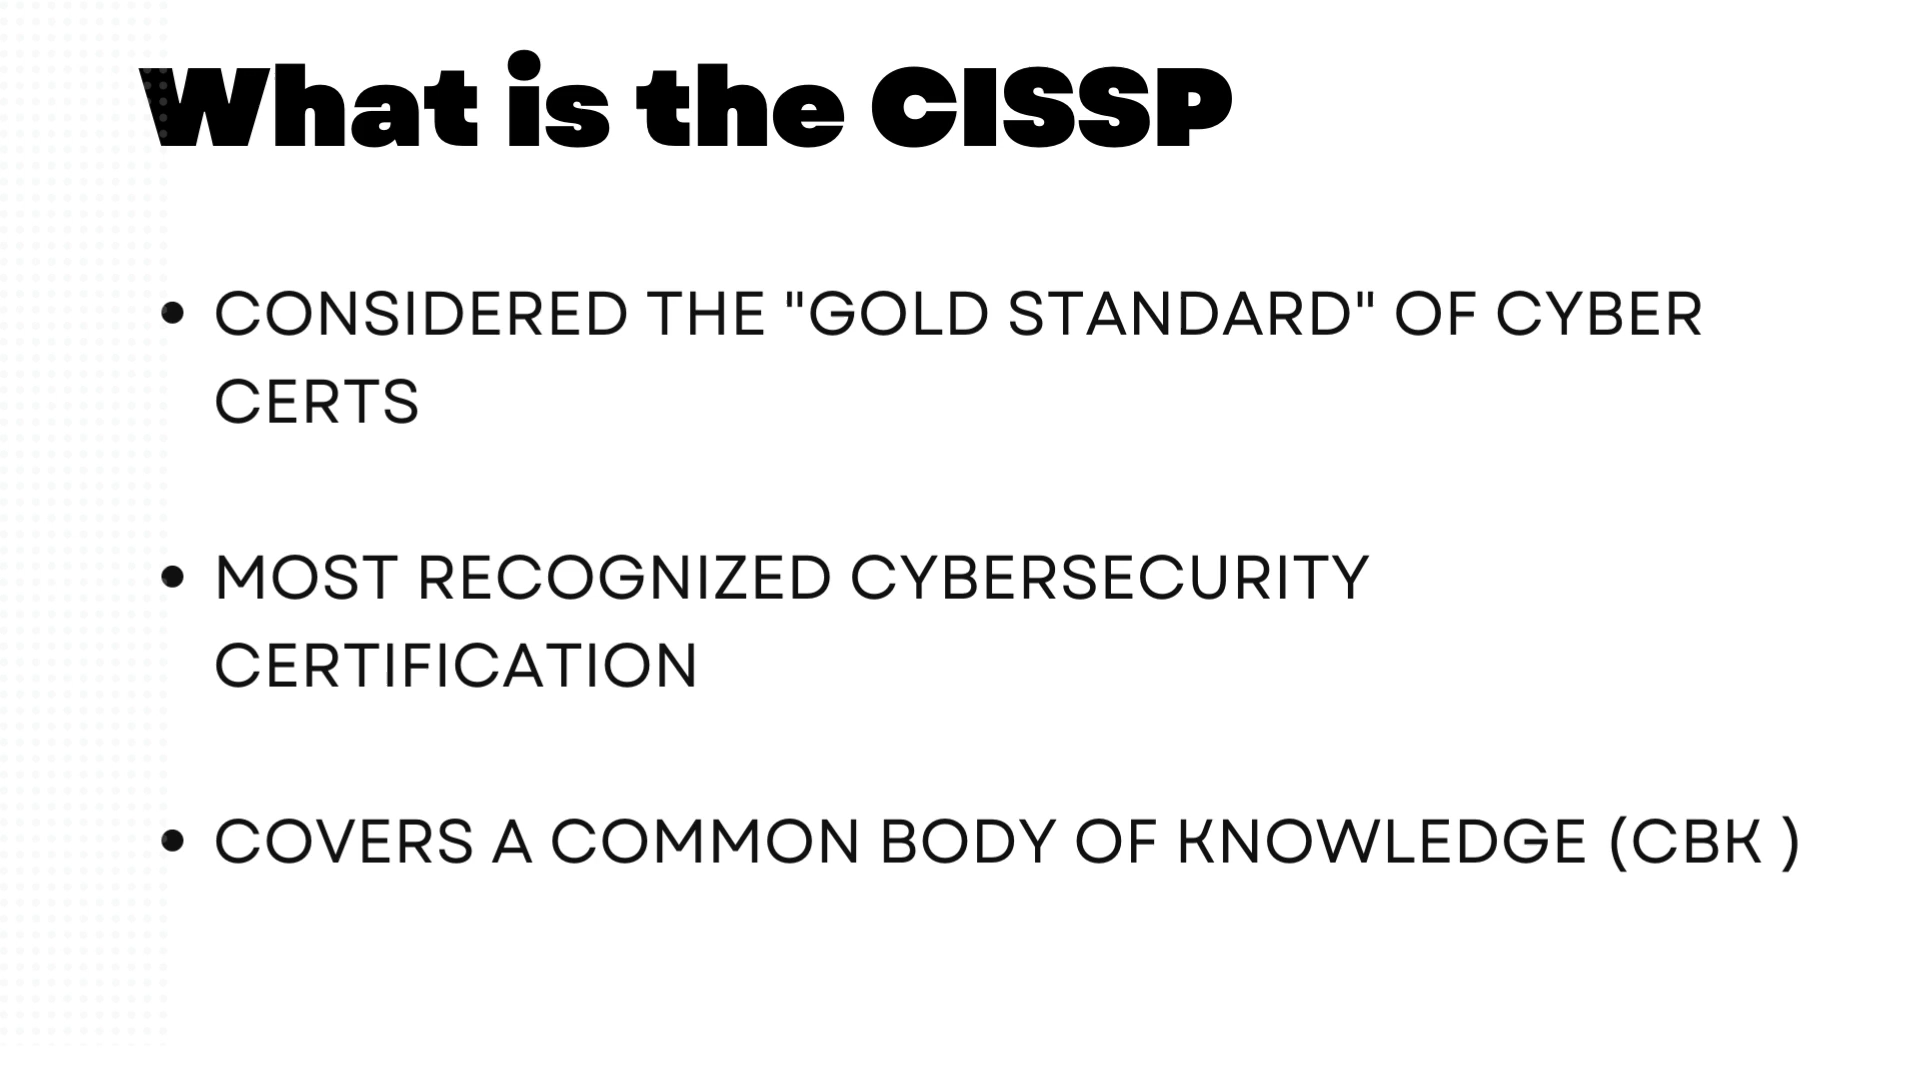 What is the CISSP
• CONSIDERED THE "GOLD STANDARD" OF CYBER
CERTS
• MOST RECOGNIZED CYBERSECURITY
CERTIFICATION
• COVERS A COMMON BODY OF KNOWLEDGE (CBK )